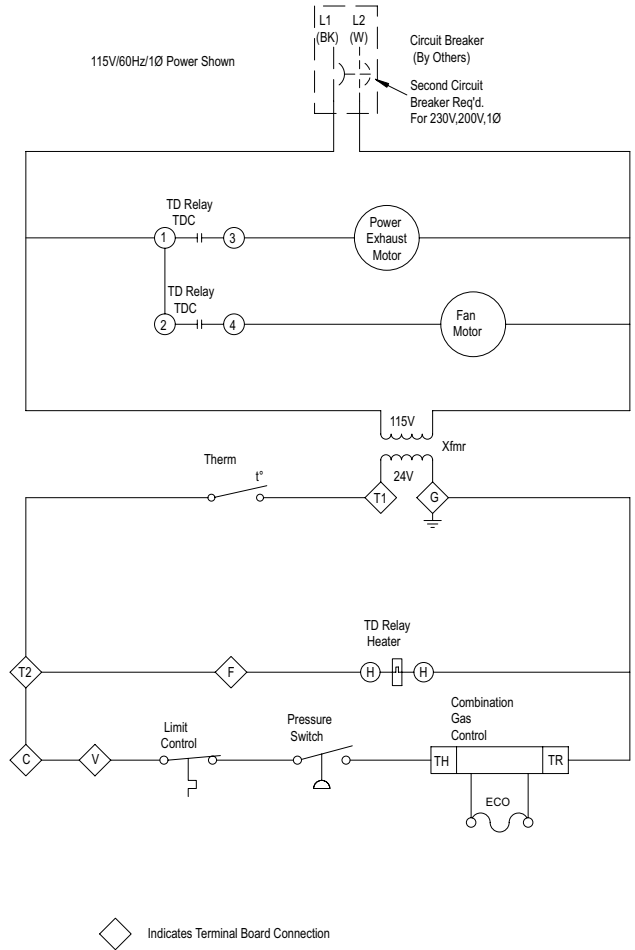 L1 L2
(BK) (W)
115V/60Hz/1Ø Power Shown
Circuit Breaker
(By Others)
Second Circuit
Breaker Req'd.
For 230V,200V,1Ø
TD Relay
TDC
1
3
Power
Exhaust
Motor
TD Relay
TDC
2
4
Fan
Motor
115V
Xfmr
24V
Therm
t°
T1
G
TD Relay
Heater
T2
F
H
H
Combination
Gas
Control
Limit
Control
Pressure
Switch
C
V
TH
TR
ECO
Indicates Terminal Board Connection